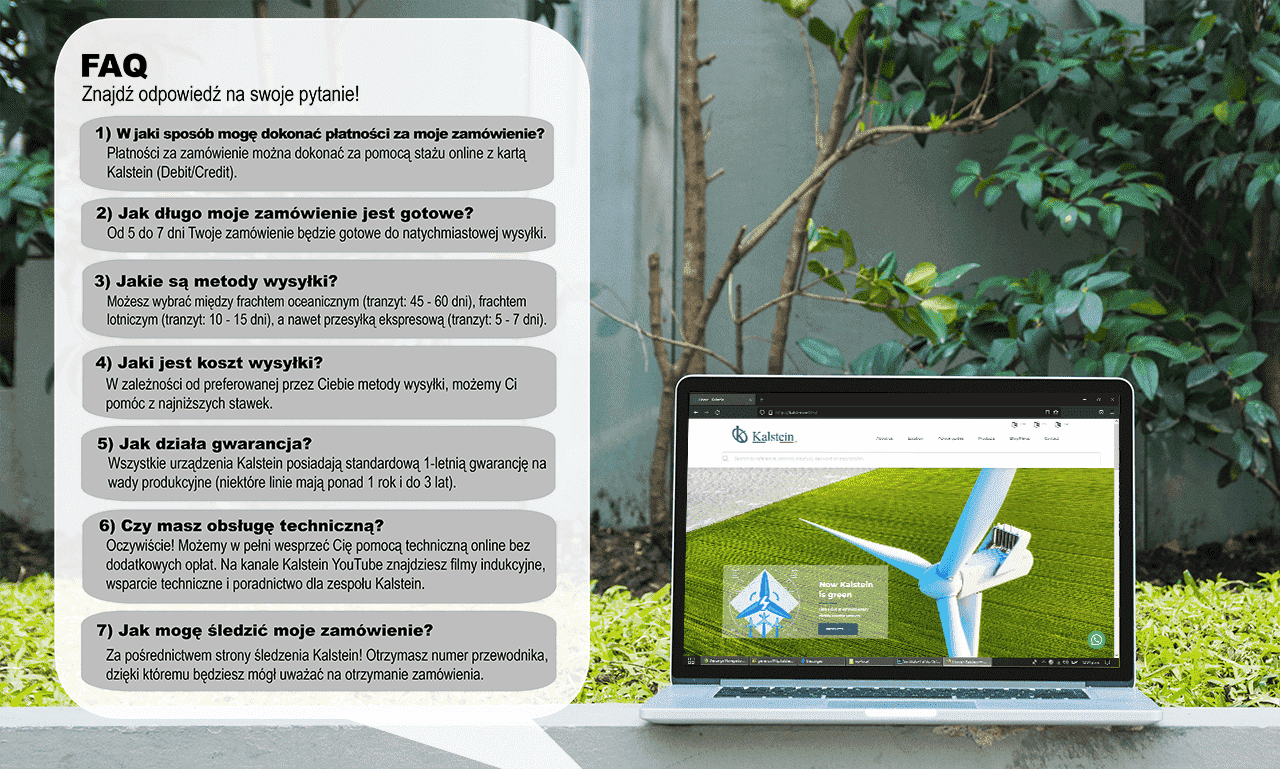 FAQ
Znajdź odpowiedź na swoje pytanie!
1) W jaki sposób mogę dokonać płatności za moje zamówienie?
Płatności za zamówienie można dokonać za pomocą stażu online z kartą
Kalstein (Debit/Credit).
2) Jak długo moje zamówienie jest gotowe?
Od 5 do 7 dni Twoje zamówienie będzie gotowe do natychmiastowej wysyłki.
3) Jakie są metody wysyłki?
Możesz wybrać między frachtem oceanicznym (tranzyt: 45 - 60 dni), frachtem
lotniczym (tranzyt: 10 - 15 dni), a nawet przesyłką ekspresową (tranzyt: 5 - 7 dni).
4) Jaki jest koszt wysyłki?
W zależności od preferowanej przez Ciebie metody wysyłki, możemy Ci
pomóc z najniższych stawek.
5) Jak działa gwarancja?
Wszystkie urządzenia Kalstein posiadają standardową 1-letnią gwarancję na
wady produkcyjne (niektóre linie mają ponad 1 rok i do 3 lat).
6) Czy masz obsługę techniczną?
Oczywiście! Możemy w pełni wesprzeć Cię pomocą techniczną online bez
dodatkowych opłat. Na kanale Kalstein YouTube znajdziesz filmy indukcyjne,
wsparcie techniczne i poradnictwo dla zespołu Kalstein.
7) Jak mogę śledzić moje zamówienie?
Za pośrednictwem strony śledzenia Kalstein! Otrzymasz numer przewodnika,
dzięki któremu będziesz mógł uważać na otrzymanie zamówienia.
Kalstein
About us
Products
Contact
Now Kalstein
is green